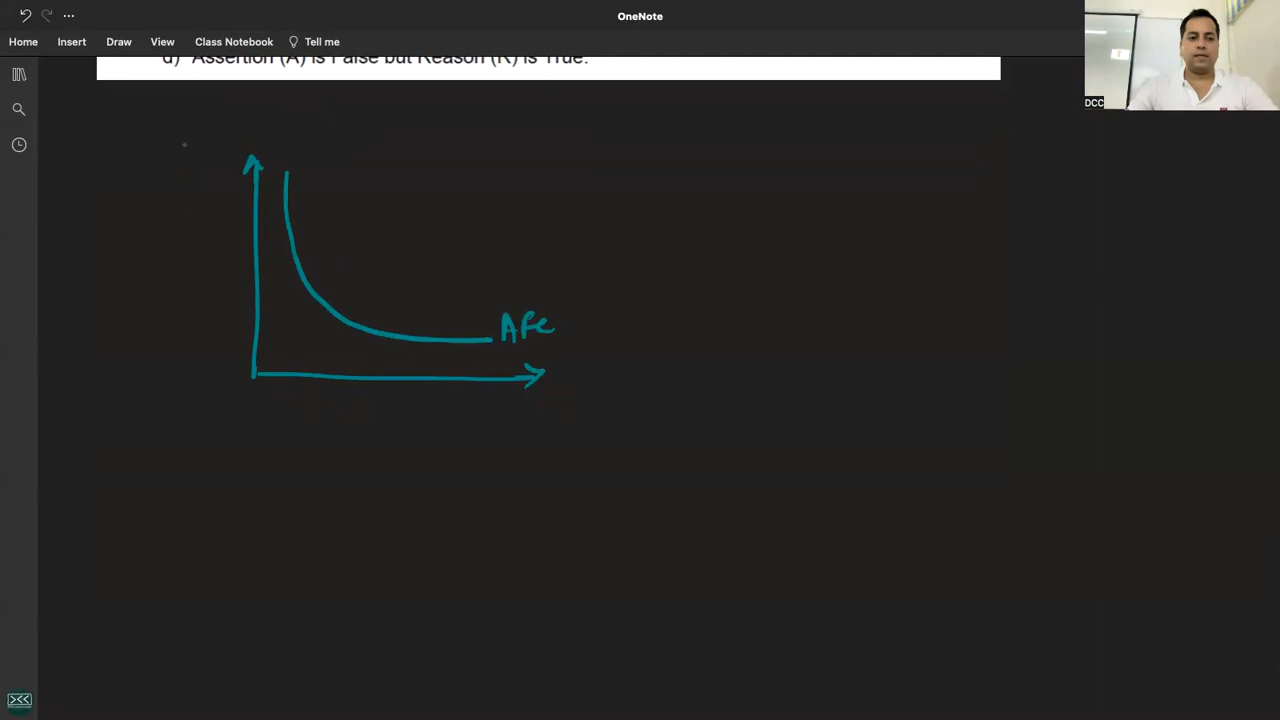 OneNote
Home Insert Draw View Class Notebook Tell me
d) Assertion (A) is False but Reason (R) is True.
DCC
AFC